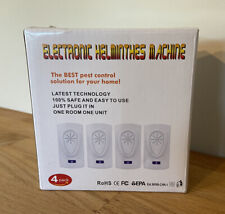 ELECTRONIC HELMINTHES MACHINE
The BEST pest control
solution for your home!
LATEST TECHNOLOGY
100% SAFE AND EASY TO USE
JUST PLUG IT IN
ONE ROOM ONE UNIT
4 PACK
RoHS CE FC EPA